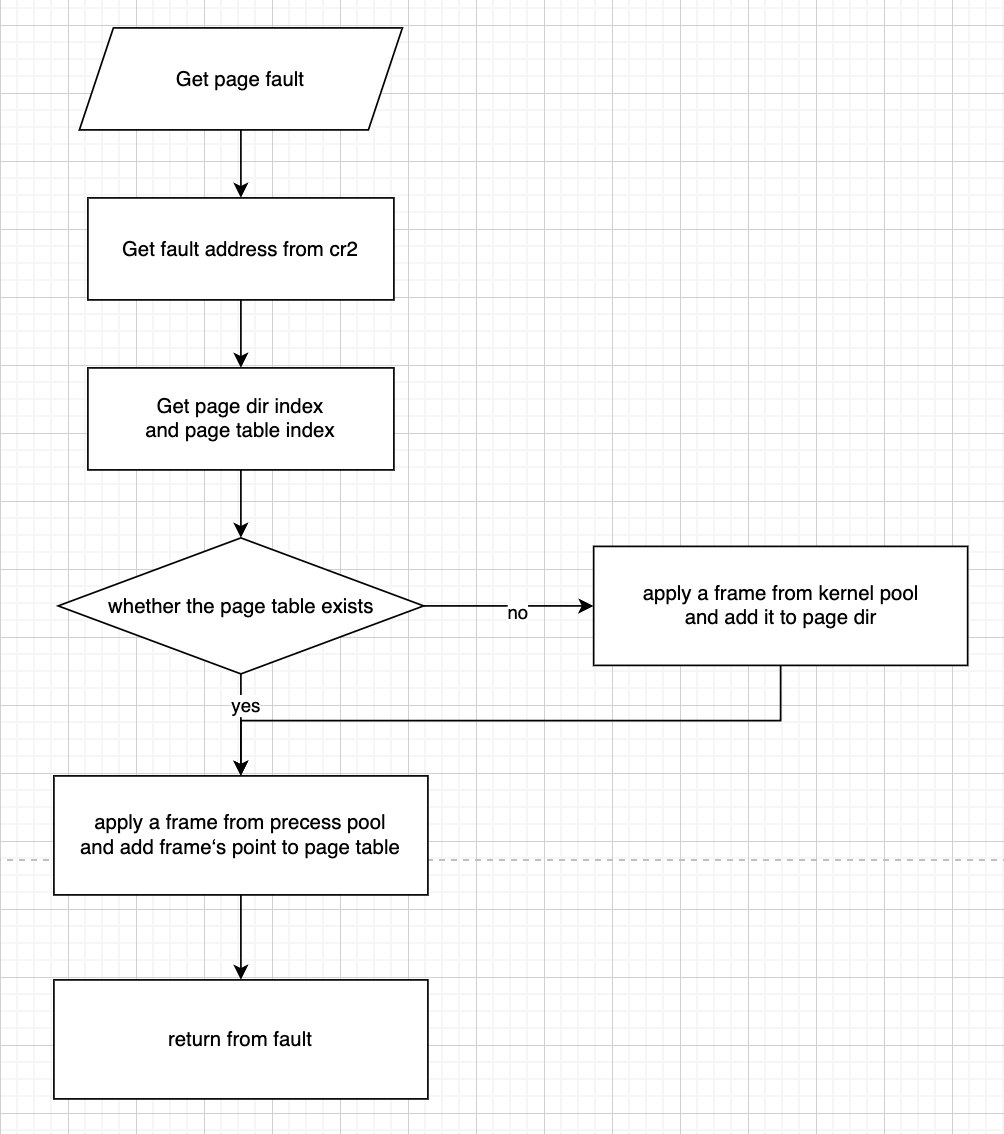 Get page fault
Get fault address from cr2
Get page dir index
and page table index
whether the page table exists
no
apply a frame from kernel pool
and add it to page dir
yes
apply a frame from precess pool
and add frame‘s point to page table
return from fault